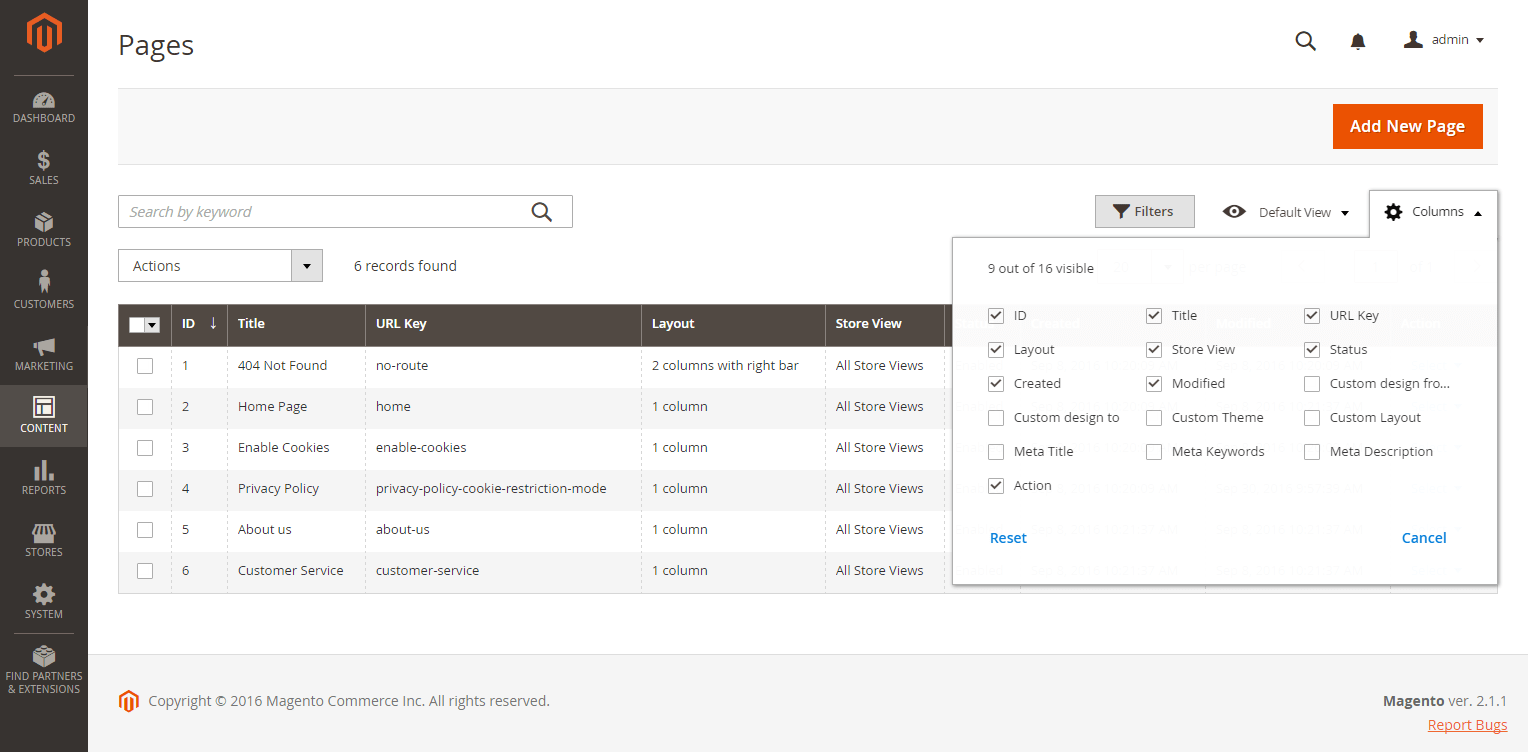 Pages
admin
DASHBOARD
SALES
PRODUCTS
CUSTOMERS
MARKETING
CONTENT
REPORTS
STORES
SYSTEM
FIND PARTNERS
& EXTENSIONS
Add New Page
Search by keyword
Filters
Default View
Columns
Actions
6 records found
9 out of 16 visible
ID Title URL Key
Layout Store View Status
Created Modified Custom design fro...
Custom design to Custom Theme Custom Layout
Meta Title Meta Keywords Meta Description
Action
Reset Cancel
ID ↓ Title URL Key Layout Store View
1 404 Not Found no-route 2 columns with right bar All Store Views
2 Home Page home 1 column All Store Views
3 Enable Cookies enable-cookies 1 column All Store Views
4 Privacy Policy privacy-policy-cookie-restriction-mode 1 column All Store Views
5 About us about-us 1 column All Store Views
6 Customer Service customer-service 1 column All Store Views
Copyright © 2016 Magento Commerce Inc. All rights reserved.
Magento ver. 2.1.1
Report Bugs